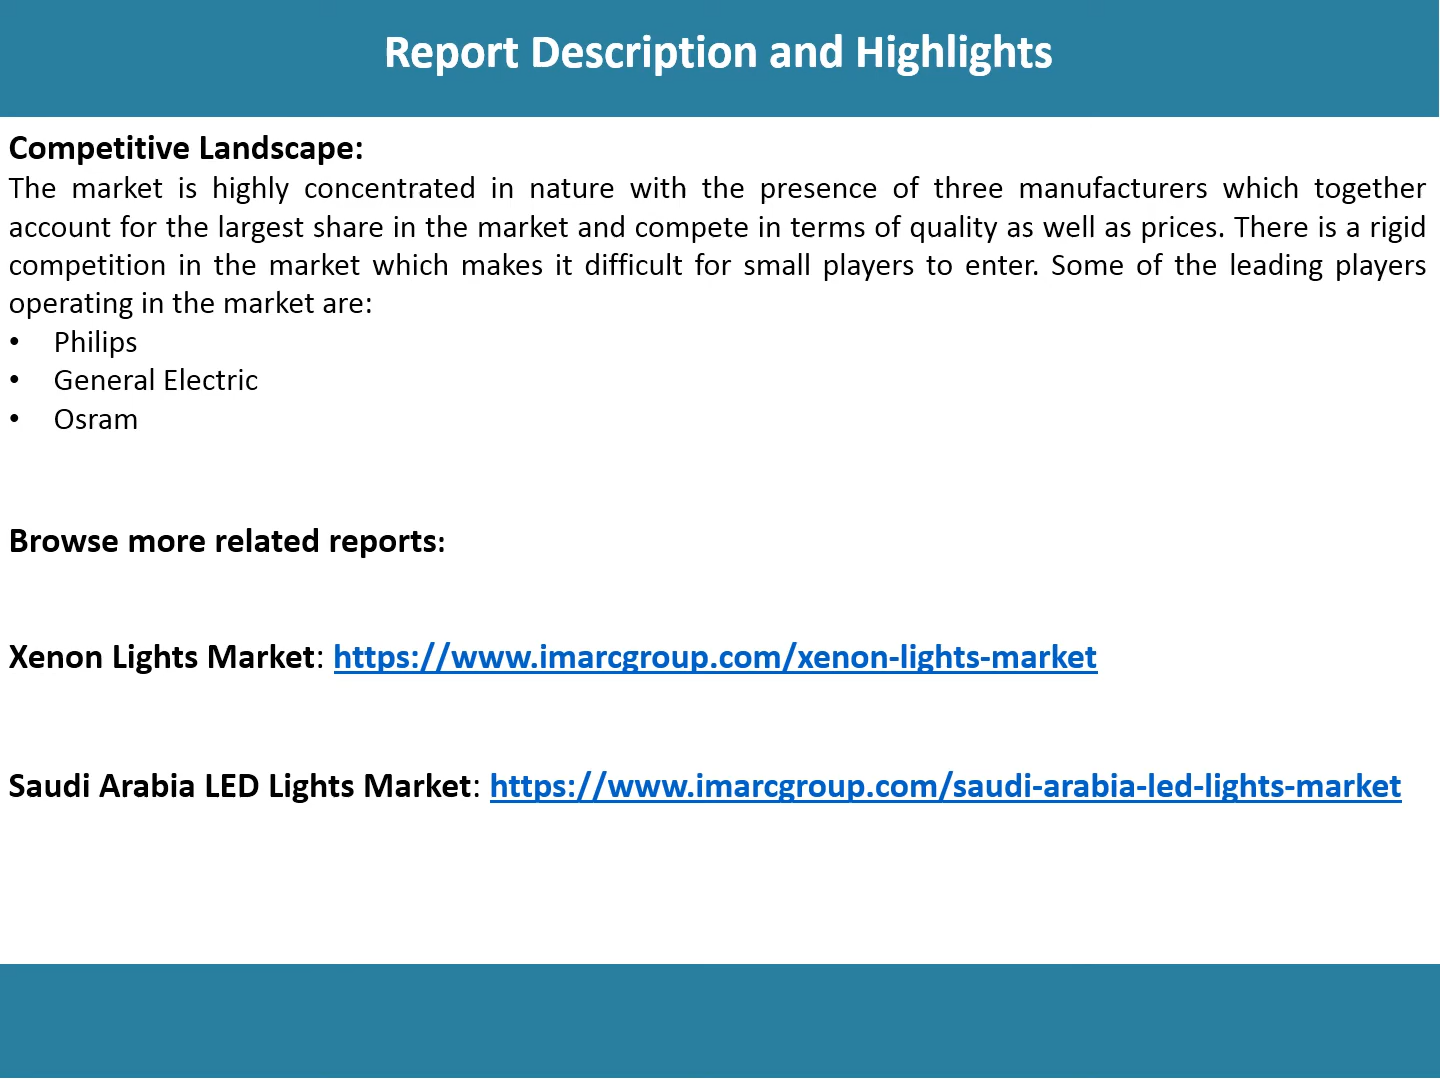 Report Description and Highlights
Competitive Landscape:
The market is highly concentrated in nature with the presence of three manufacturers which together
account for the largest share in the market and compete in terms of quality as well as prices. There is a rigid
competition in the market which makes it difficult for small players to enter. Some of the leading players
operating in the market are:
• Philips
• General Electric
• Osram
Browse more related reports:
Xenon Lights Market: https://www.imarcgroup.com/xenon-lights-market
Saudi Arabia LED Lights Market: https://www.imarcgroup.com/saudi-arabia-led-lights-market